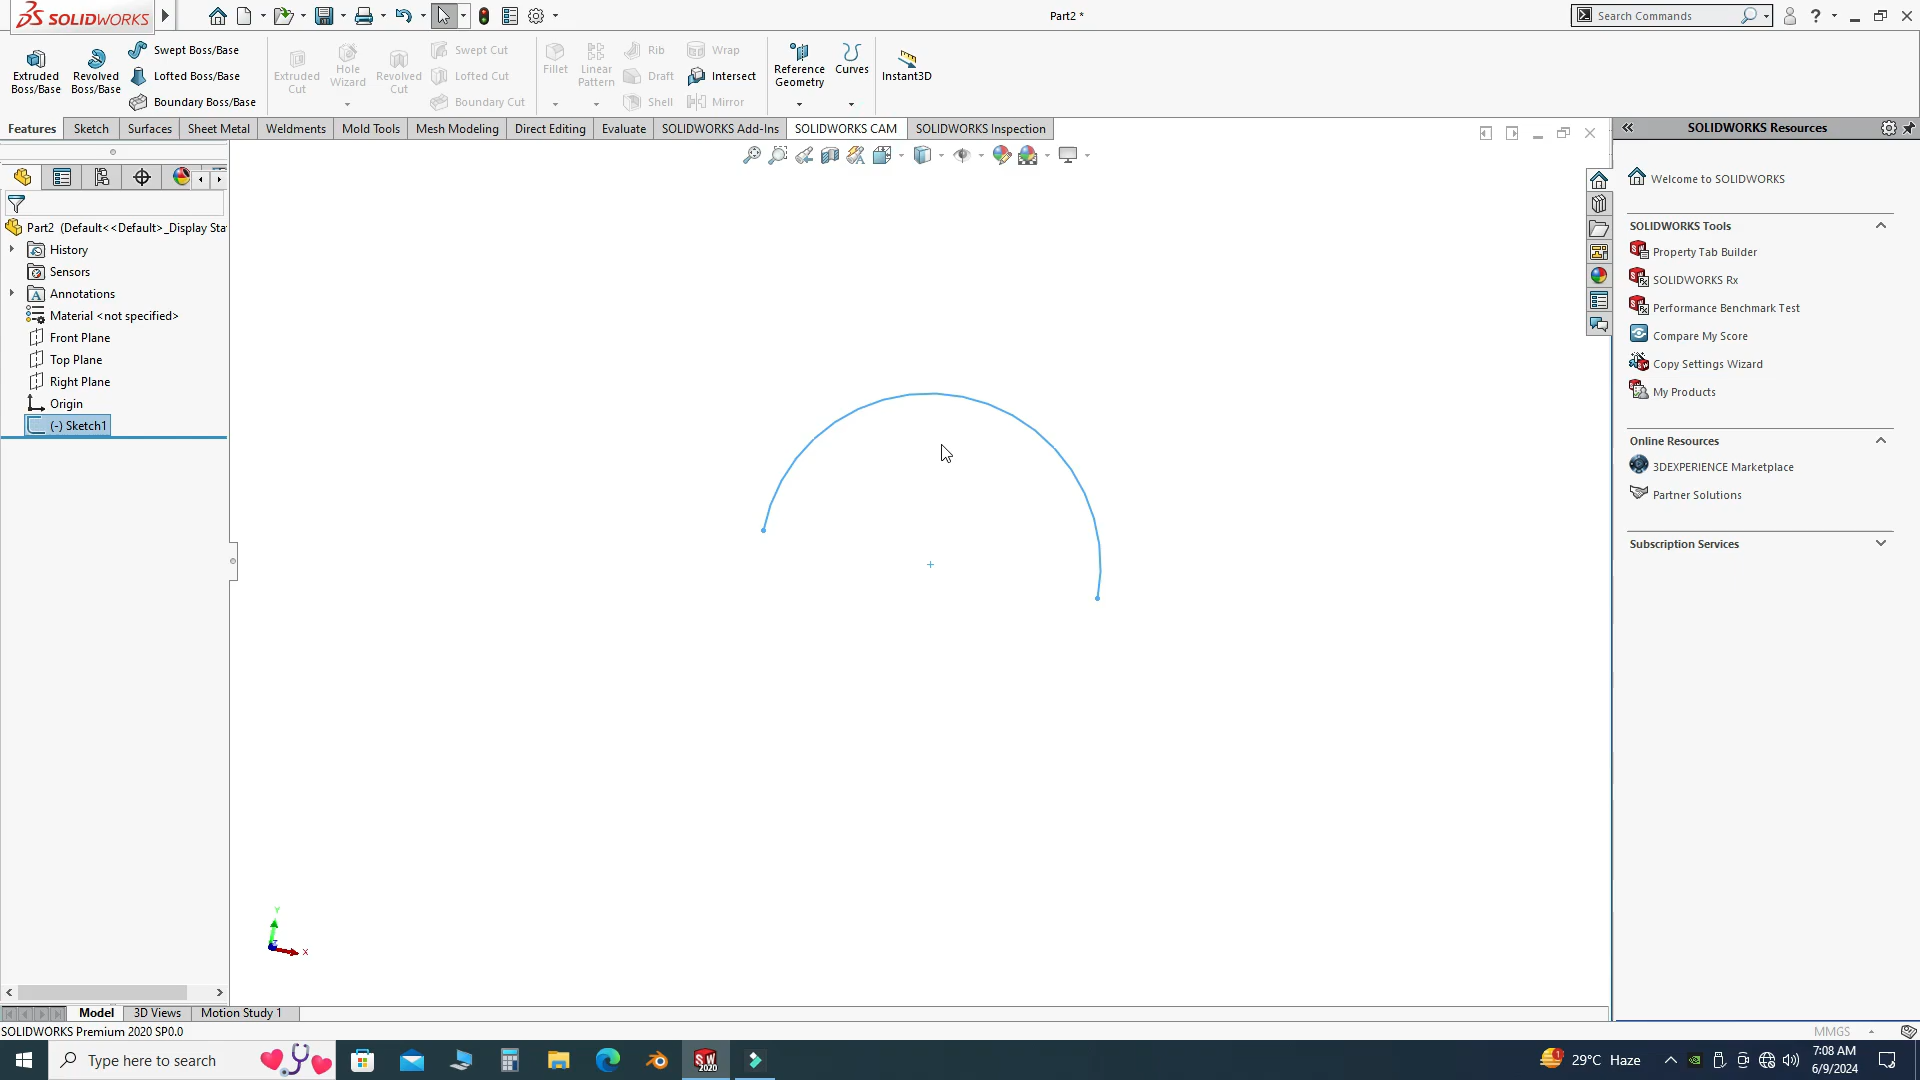 SOLIDWORKS
Part2 *
Search Commands
Extruded Boss/Base
Revolved Boss/Base
Swept Boss/Base
Lofted Boss/Base
Boundary Boss/Base
Extruded Cut
Hole Wizard
Revolved Cut
Swept Cut
Lofted Cut
Boundary Cut
Fillet
Linear Pattern
Rib
Draft
Shell
Wrap
Intersect
Mirror
Reference Geometry
Curves
Instant3D
Features
Sketch
Surfaces
Sheet Metal
Weldments
Mold Tools
Mesh Modeling
Direct Editing
Evaluate
SOLIDWORKS Add-Ins
SOLIDWORKS CAM
SOLIDWORKS Inspection
SOLIDWORKS Resources
Part2 (Default<<Default>_Display Sta
History
Sensors
Annotations
Material <not specified>
Front Plane
Top Plane
Right Plane
Origin
(-) Sketch1
Welcome to SOLIDWORKS
SOLIDWORKS Tools
Property Tab Builder
SOLIDWORKS Rx
Performance Benchmark Test
Compare My Score
Copy Settings Wizard
My Products
Online Resources
3DEXPERIENCE Marketplace
Partner Solutions
Subscription Services
Y
X
Model
3D Views
Motion Study 1
SOLIDWORKS Premium 2020 SP0.0
MMGS
Type here to search
SW
2020
29°C Haze
7:08 AM
6/9/2024